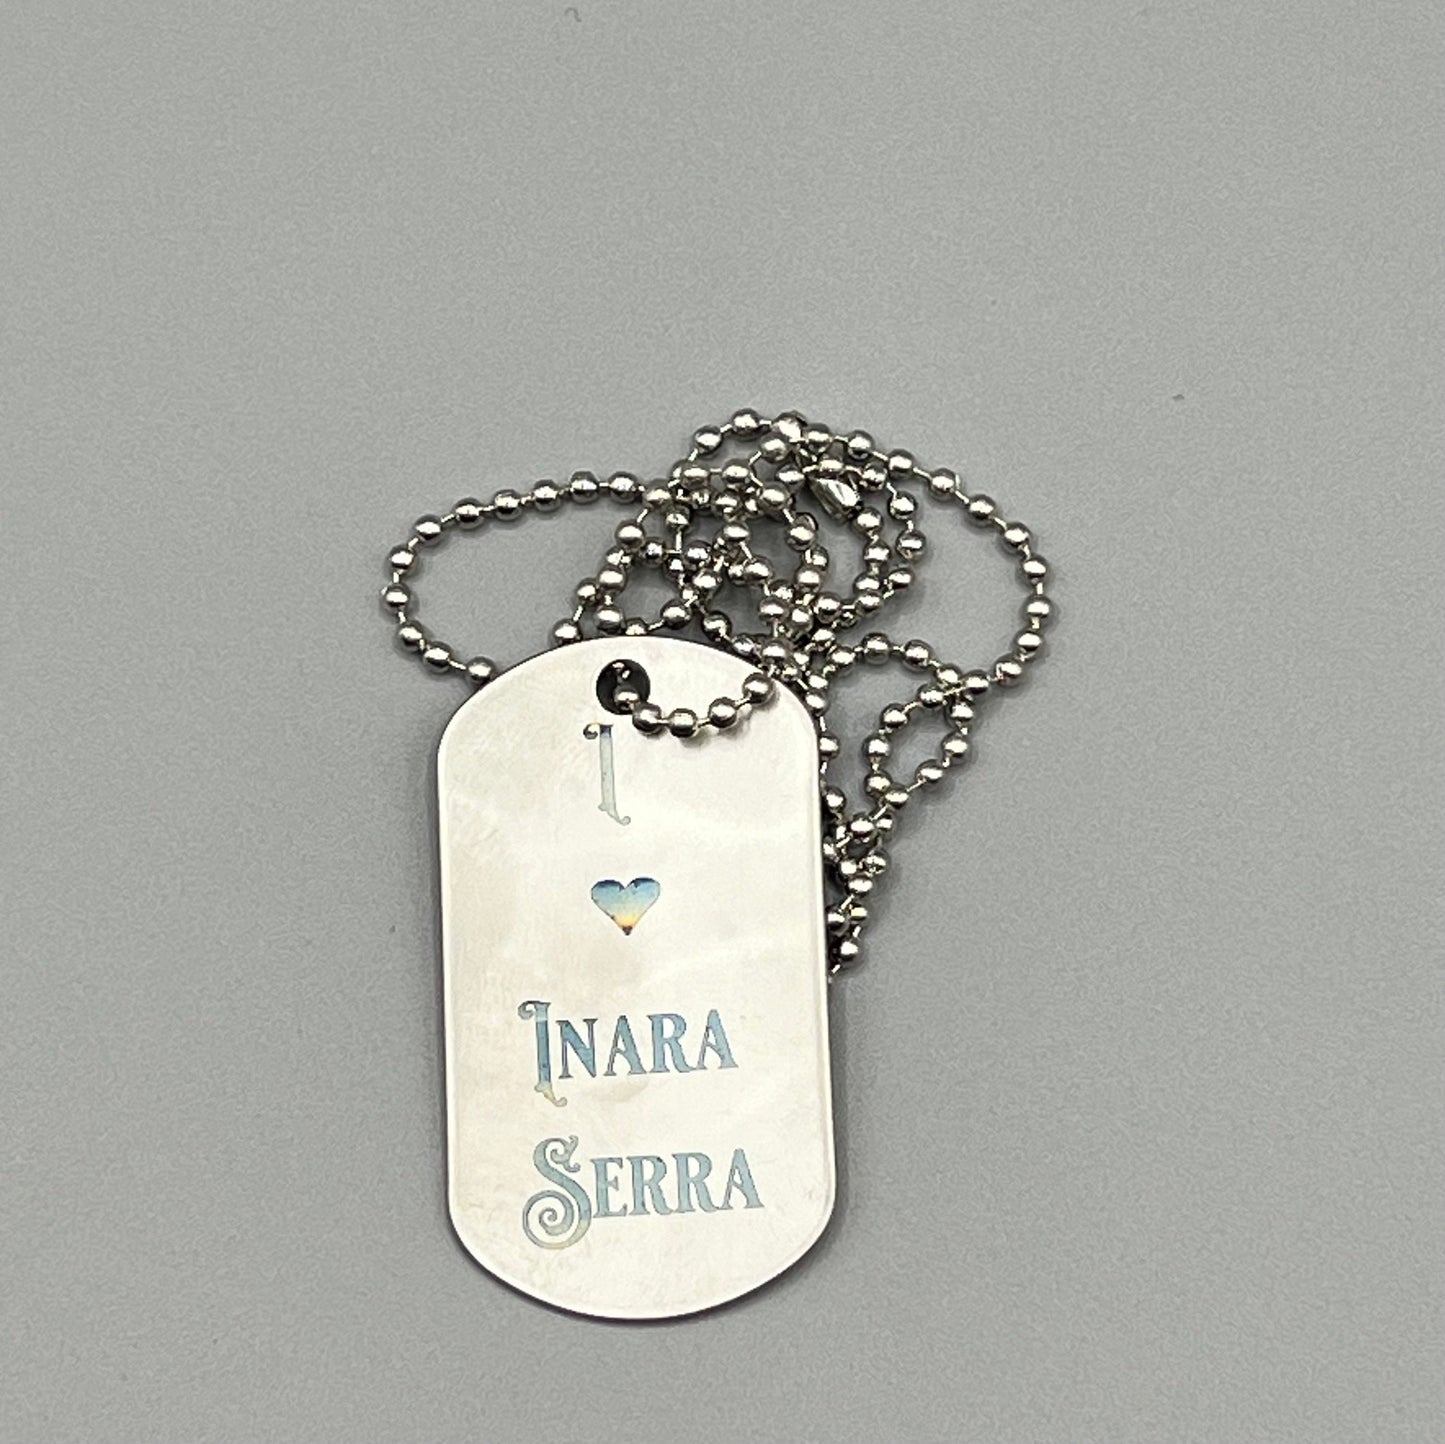 I
♥
Inara
Serra